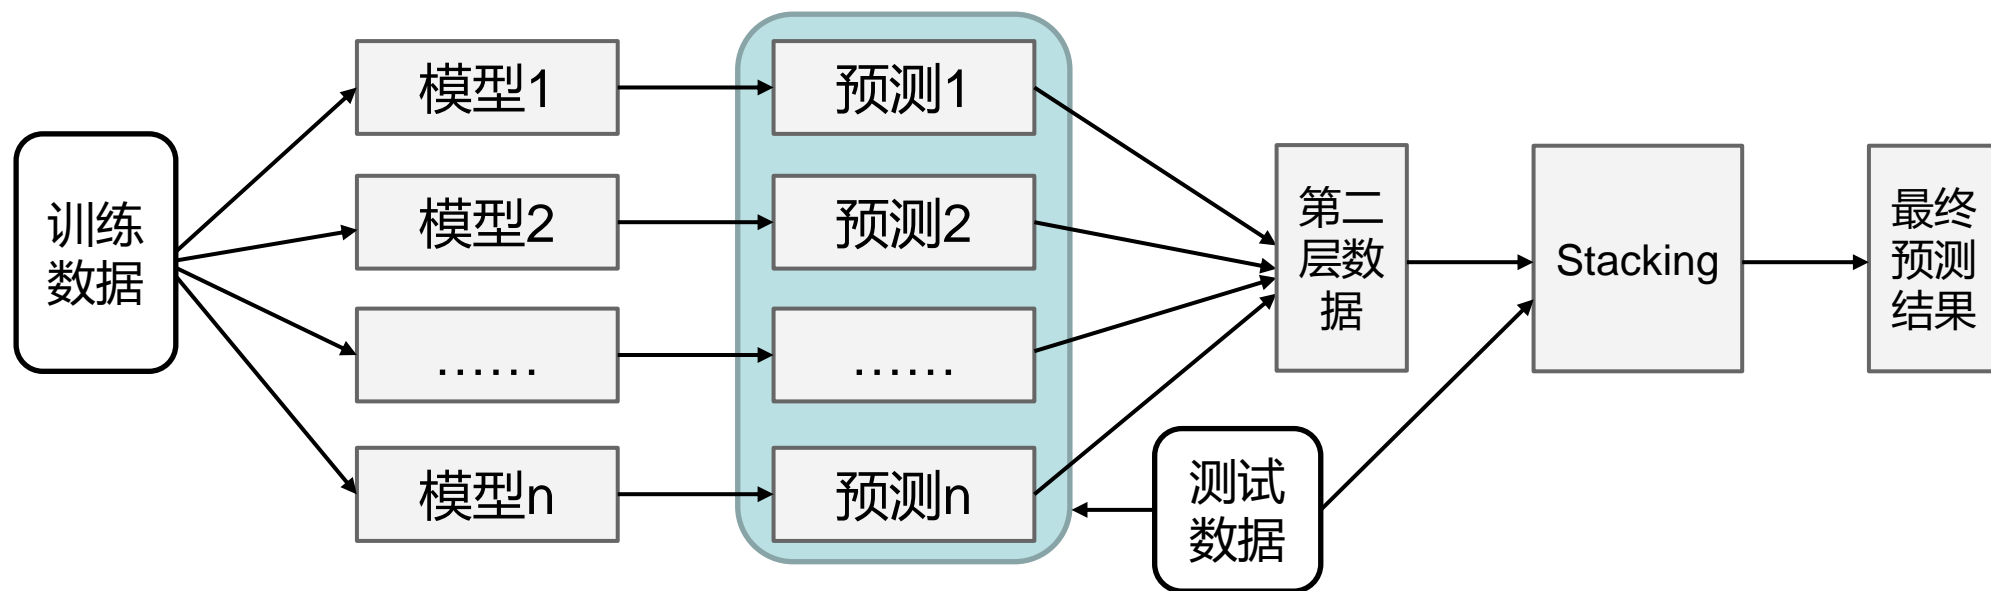 训练
数据
模型1
模型2
……
模型n
预测1
预测2
……
预测n
第二
层数
据
测试
数据
Stacking
最终
预测
结果